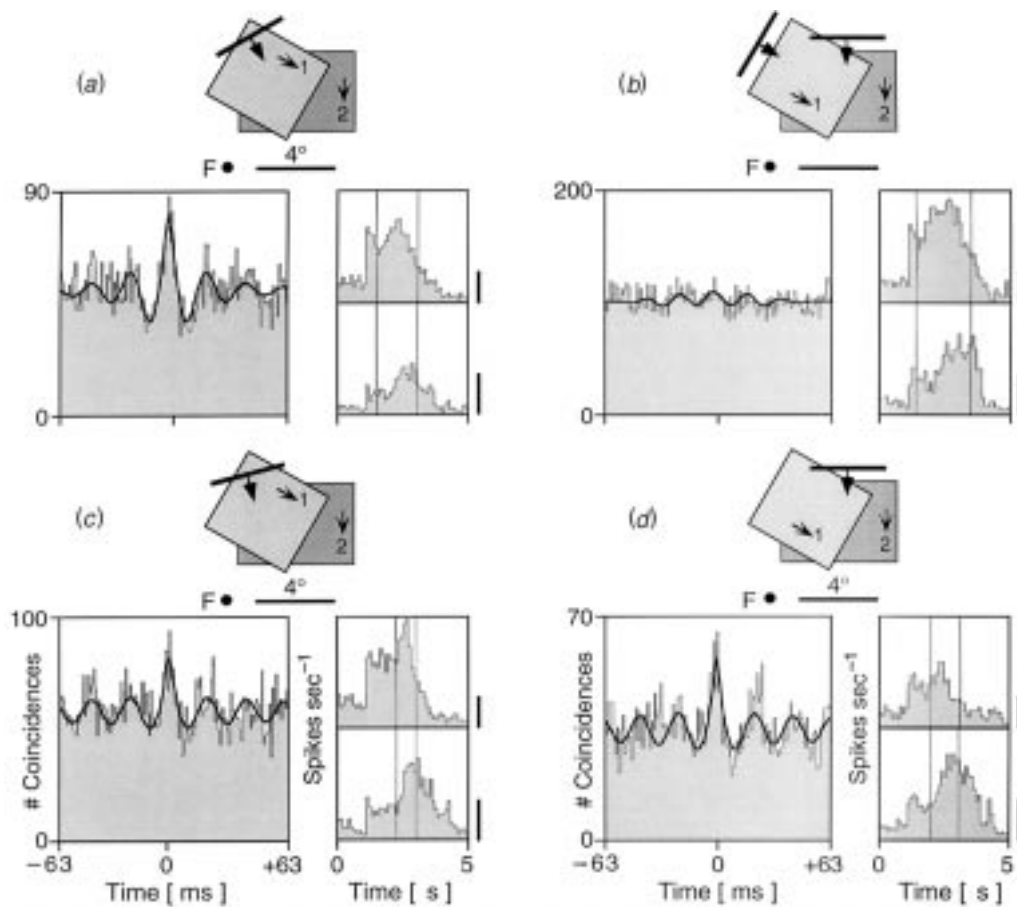 (a)
1
2
F
4°
90
0
(b)
1
2
F
200
0
(c)
1
2
F
4°
100
0
# Coincidences
−63
0
+63
Time [ ms ]
Spikes sec⁻¹
0
5
Time [ s ]
(d)
1
2
F
4°
70
0
# Coincidences
−63
0
+63
Time [ ms ]
Spikes sec⁻¹
0
5
Time [ s ]